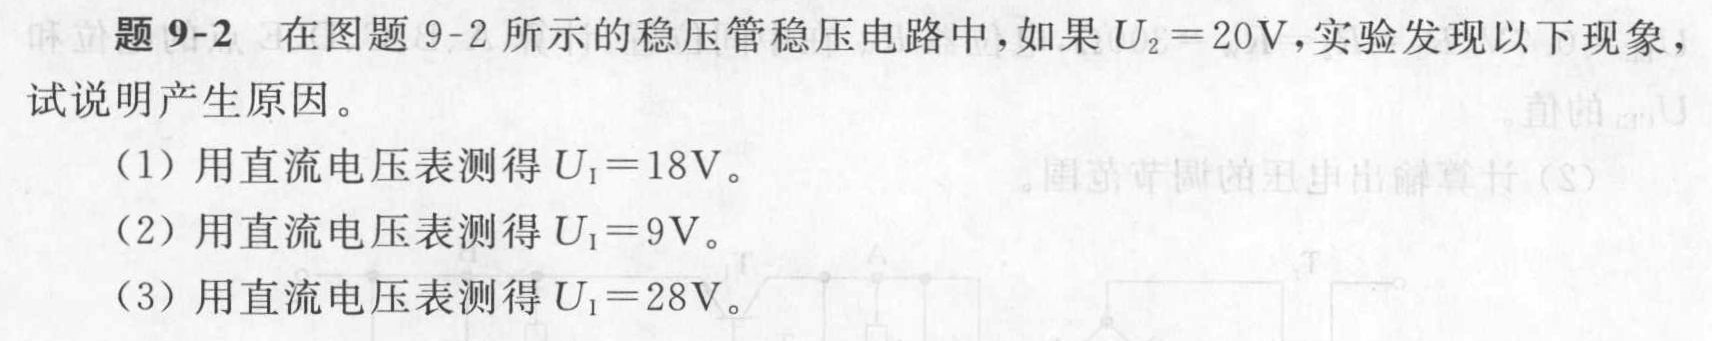 题 9-2 在图题 9-2 所示的稳压管稳压电路中,如果 U₂=20V,实验发现以下现象,
试说明产生原因。
(1) 用直流电压表测得 U_I=18V。
(2) 用直流电压表测得 U_I=9V。
(3) 用直流电压表测得 U_I=28V。